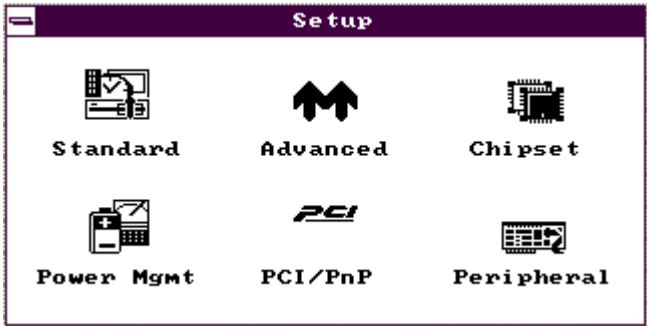 Setup
Standard Advanced Chipset
PCI
Power Mgmt PCI/PnP Peripheral